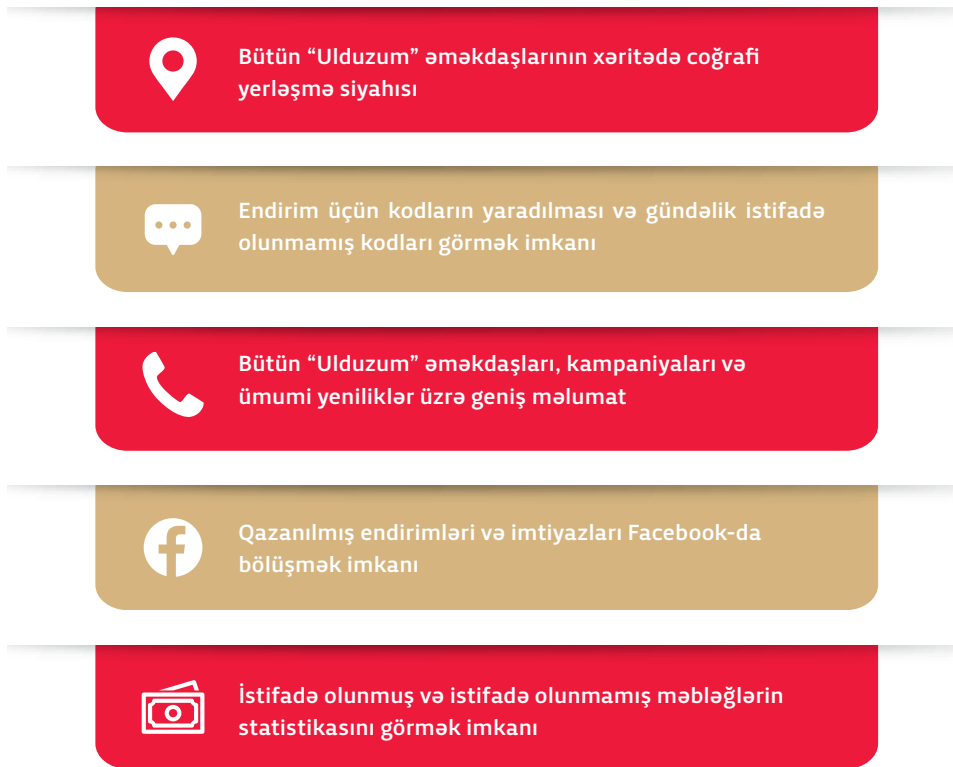 Bütün “Ulduzum” əməkdaşlarının xəritədə coğrafi
yerləşmə siyahısı
Endirim üçün kodların yaradılması və gündəlik istifadə
olunmamış kodları görmək imkanı
Bütün “Ulduzum” əməkdaşları, kampaniyaları və
ümumi yeniliklər üzrə geniş məlumat
Qazanılmış endirimləri və imtiyazları Facebook-da
bölüşmək imkanı
İstifadə olunmuş və istifadə olunmamış məbləğlərin
statistikasını görmək imkanı